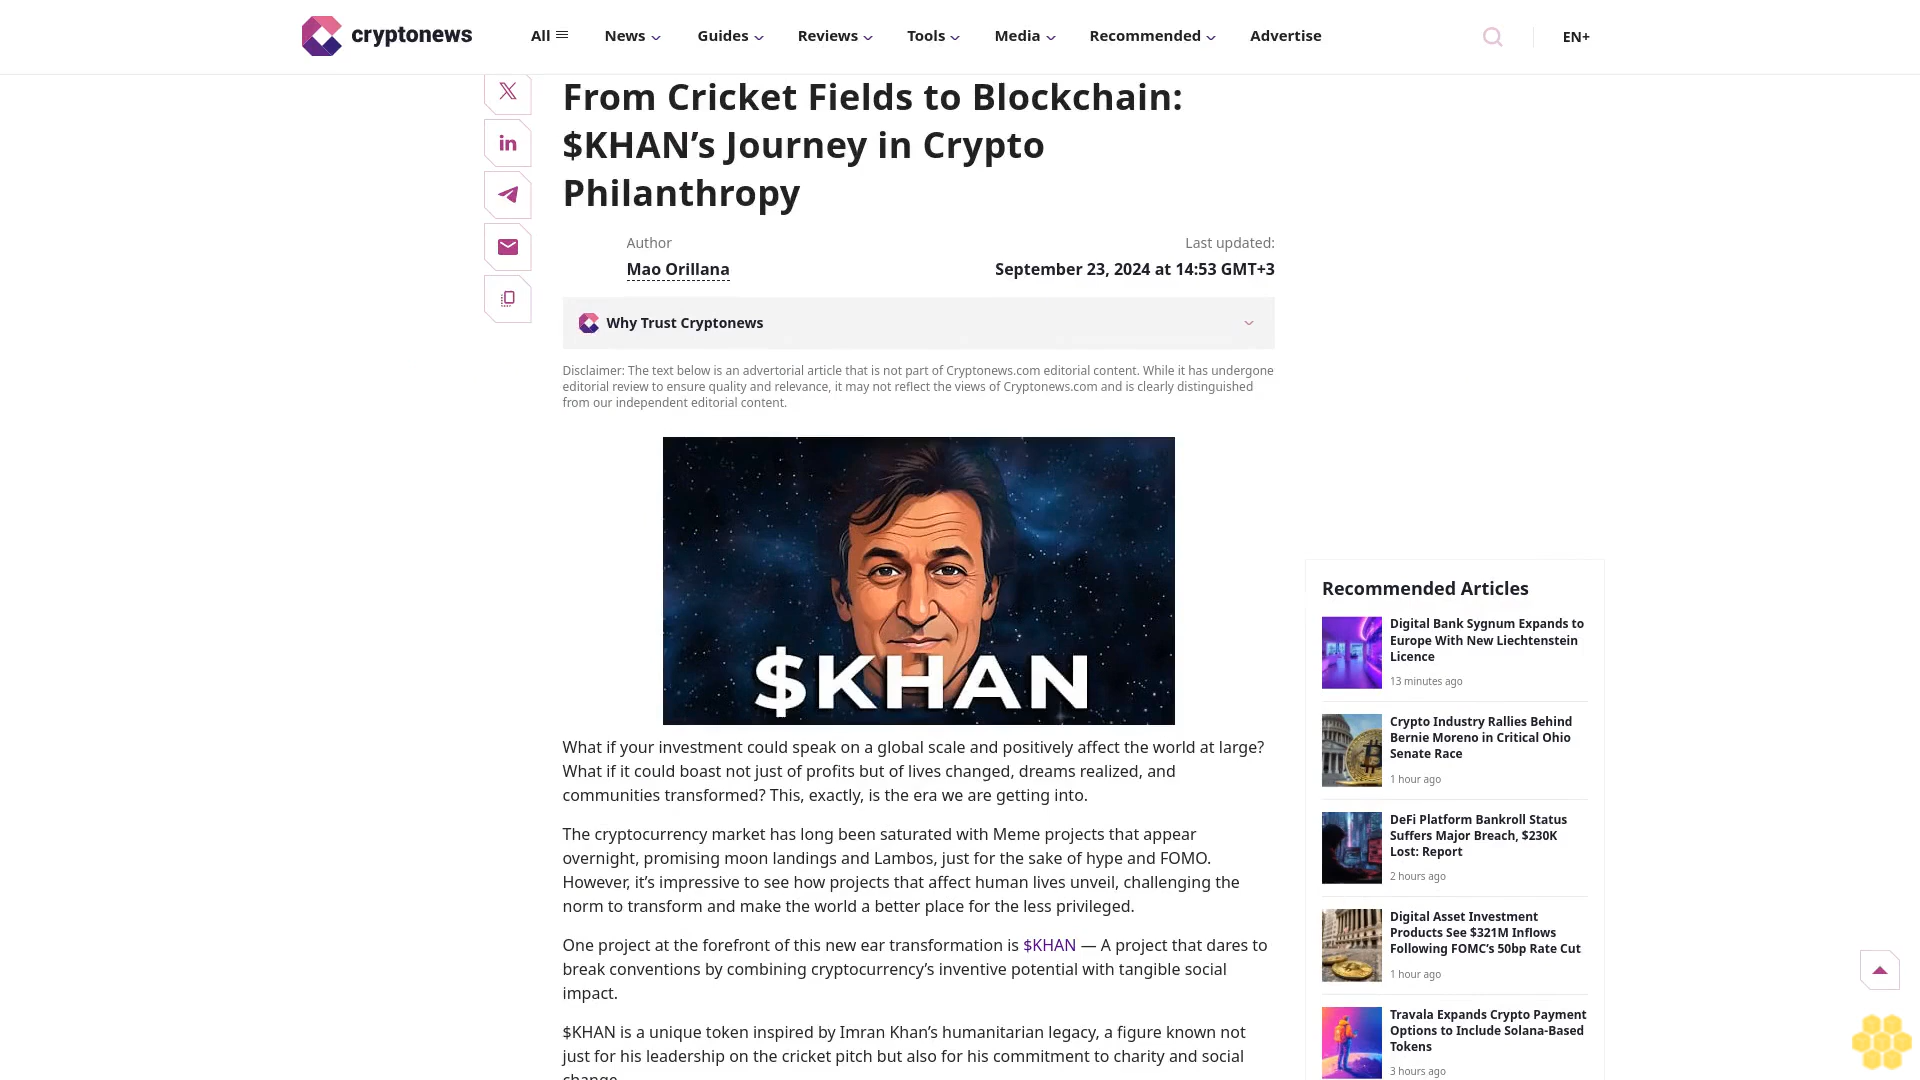 cryptonews
All
News
Guides
Reviews
Tools
Media
Recommended
Advertise
EN+
From Cricket Fields to Blockchain:
$KHAN’s Journey in Crypto
Philanthropy
Author
Mao Orillana
Last updated:
September 23, 2024 at 14:53 GMT+3
Why Trust Cryptonews
Disclaimer: The text below is an advertorial article that is not part of Cryptonews.com editorial content. While it has undergone
editorial review to ensure quality and relevance, it may not reflect the views of Cryptonews.com and is clearly distinguished
from our independent editorial content.
$KHAN
What if your investment could speak on a global scale and positively affect the world at large?
What if it could boast not just of profits but of lives changed, dreams realized, and
communities transformed? This, exactly, is the era we are getting into.
The cryptocurrency market has long been saturated with Meme projects that appear
overnight, promising moon landings and Lambos, just for the sake of hype and FOMO.
However, it’s impressive to see how projects that affect human lives unveil, challenging the
norm to transform and make the world a better place for the less privileged.
One project at the forefront of this new ear transformation is $KHAN — A project that dares to
break conventions by combining cryptocurrency’s inventive potential with tangible social
impact.
$KHAN is a unique token inspired by Imran Khan’s humanitarian legacy, a figure known not
just for his leadership on the cricket pitch but also for his commitment to charity and social
change.
Recommended Articles
Digital Bank Sygnum Expands to
Europe With New Liechtenstein
Licence
13 minutes ago
Crypto Industry Rallies Behind
Bernie Moreno in Critical Ohio
Senate Race
1 hour ago
DeFi Platform Bankroll Status
Suffers Major Breach, $230K
Lost: Report
2 hours ago
Digital Asset Investment
Products See $321M Inflows
Following FOMC’s 50bp Rate Cut
1 hour ago
Travala Expands Crypto Payment
Options to Include Solana-Based
Tokens
3 hours ago